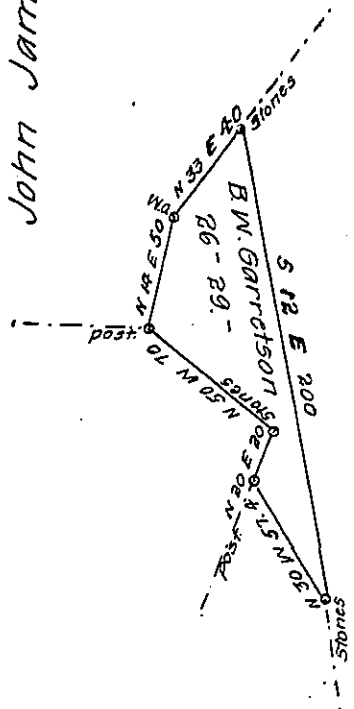 John Jam
Stones
N 33 E 40
W.O.
N 14 E 50
post
N 50 W 70
Stones
N 20 E 20
post
N 30 W 57.4
Stones
S 12 E 200
B.W. Garretson
26 - 29 -